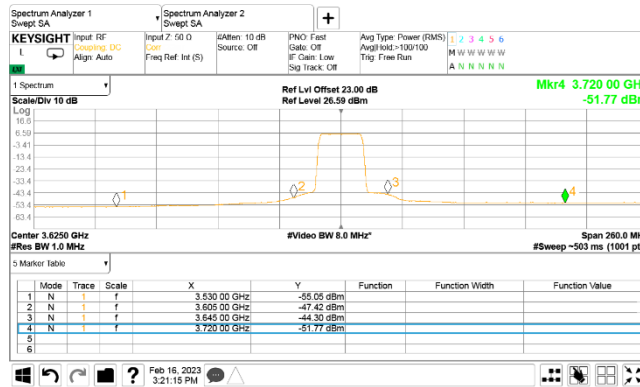 Spectrum Analyzer 1
Swept SA
Spectrum Analyzer 2
Swept SA
+
KEYSIGHT
L
Input: RF
Coupling: DC
Align: Auto
Input Z: 50 Ω
Corr
Freq Ref: Int (S)
#Atten: 10 dB
Source: Off
PNO: Fast
Gate: Off
IF Gain: Low
Sig Track: Off
Avg Type: Power (RMS)
Avg|Hold:>100/100
Trig: Free Run
1 2 3 4 5 6
M W W W W W
A N N N N N
1 Spectrum
Scale/Div 10 dB
Ref Lvl Offset 23.00 dB
Ref Level 26.59 dBm
Mkr4 3.720 00 GH
-51.77 dB
Log
16.6
6.59
-3.41
-13.4
-23.4
-33.4
-43.4
-53.4
-63.4
1
2
3
4
Center 3.6250 GHz
#Res BW 1.0 MHz
#Video BW 8.0 MHz*
Span 260.0 M
#Sweep ~503 ms (1001 pt
5 Marker Table
Mode Trace Scale X Y Function Function Width Function Value
1 N 1 f 3.530 00 GHz -55.05 dBm
2 N 1 f 3.605 00 GHz -47.42 dBm
3 N 1 f 3.645 00 GHz -44.30 dBm
4 N 1 f 3.720 00 GHz -51.77 dBm
5
6
?
Feb 16, 2023
3:21:15 PM